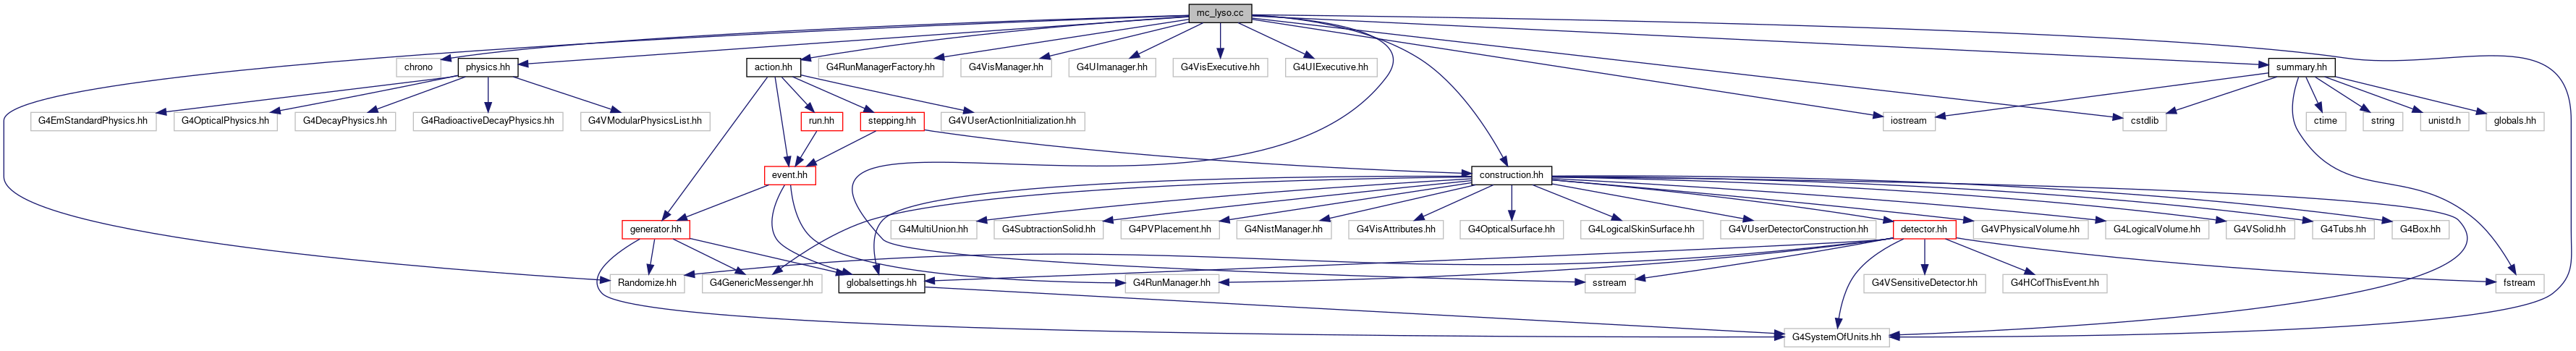 mc_lyso.cc
chrono
physics.hh
action.hh
G4RunManagerFactory.hh
G4VisManager.hh
G4UImanager.hh
G4VisExecutive.hh
G4UIExecutive.hh
summary.hh
G4EmStandardPhysics.hh
G4OpticalPhysics.hh
G4DecayPhysics.hh
G4RadioactiveDecayPhysics.hh
G4VModularPhysicsList.hh
run.hh
stepping.hh
G4VUserActionInitialization.hh
iostream
cstdlib
ctime
string
unistd.h
globals.hh
event.hh
construction.hh
generator.hh
G4MultiUnion.hh
G4SubtractionSolid.hh
G4PVPlacement.hh
G4NistManager.hh
G4VisAttributes.hh
G4OpticalSurface.hh
G4LogicalSkinSurface.hh
G4VUserDetectorConstruction.hh
detector.hh
G4VPhysicalVolume.hh
G4LogicalVolume.hh
G4VSolid.hh
G4Tubs.hh
G4Box.hh
Randomize.hh
G4GenericMessenger.hh
globalsettings.hh
G4RunManager.hh
sstream
G4VSensitiveDetector.hh
G4HCofThisEvent.hh
fstream
G4SystemOfUnits.hh